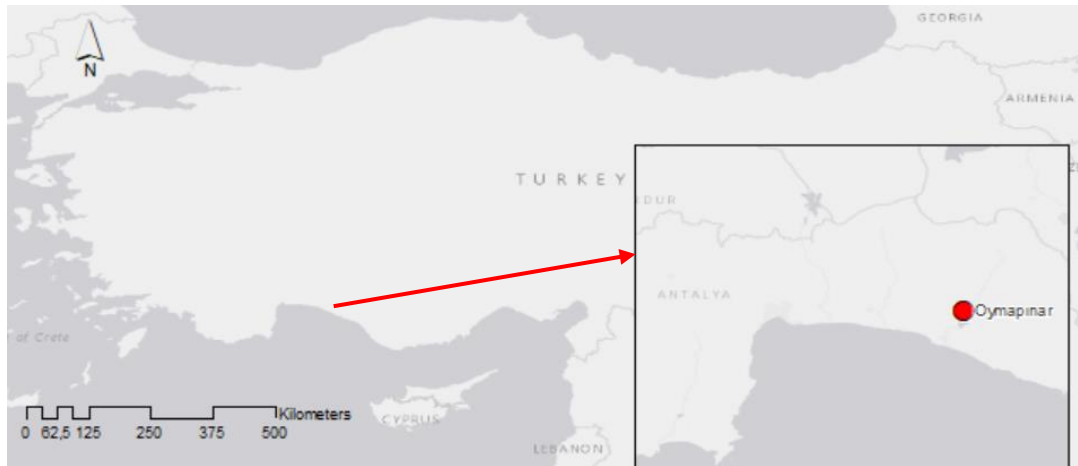 GEORGIA
N
ARMENIA
TURKEY
DUR
ANTALYA
Oymapınar
of Crete
Kilometers
0 62,5 125 250 375 500
CYPRUS
LEBANON